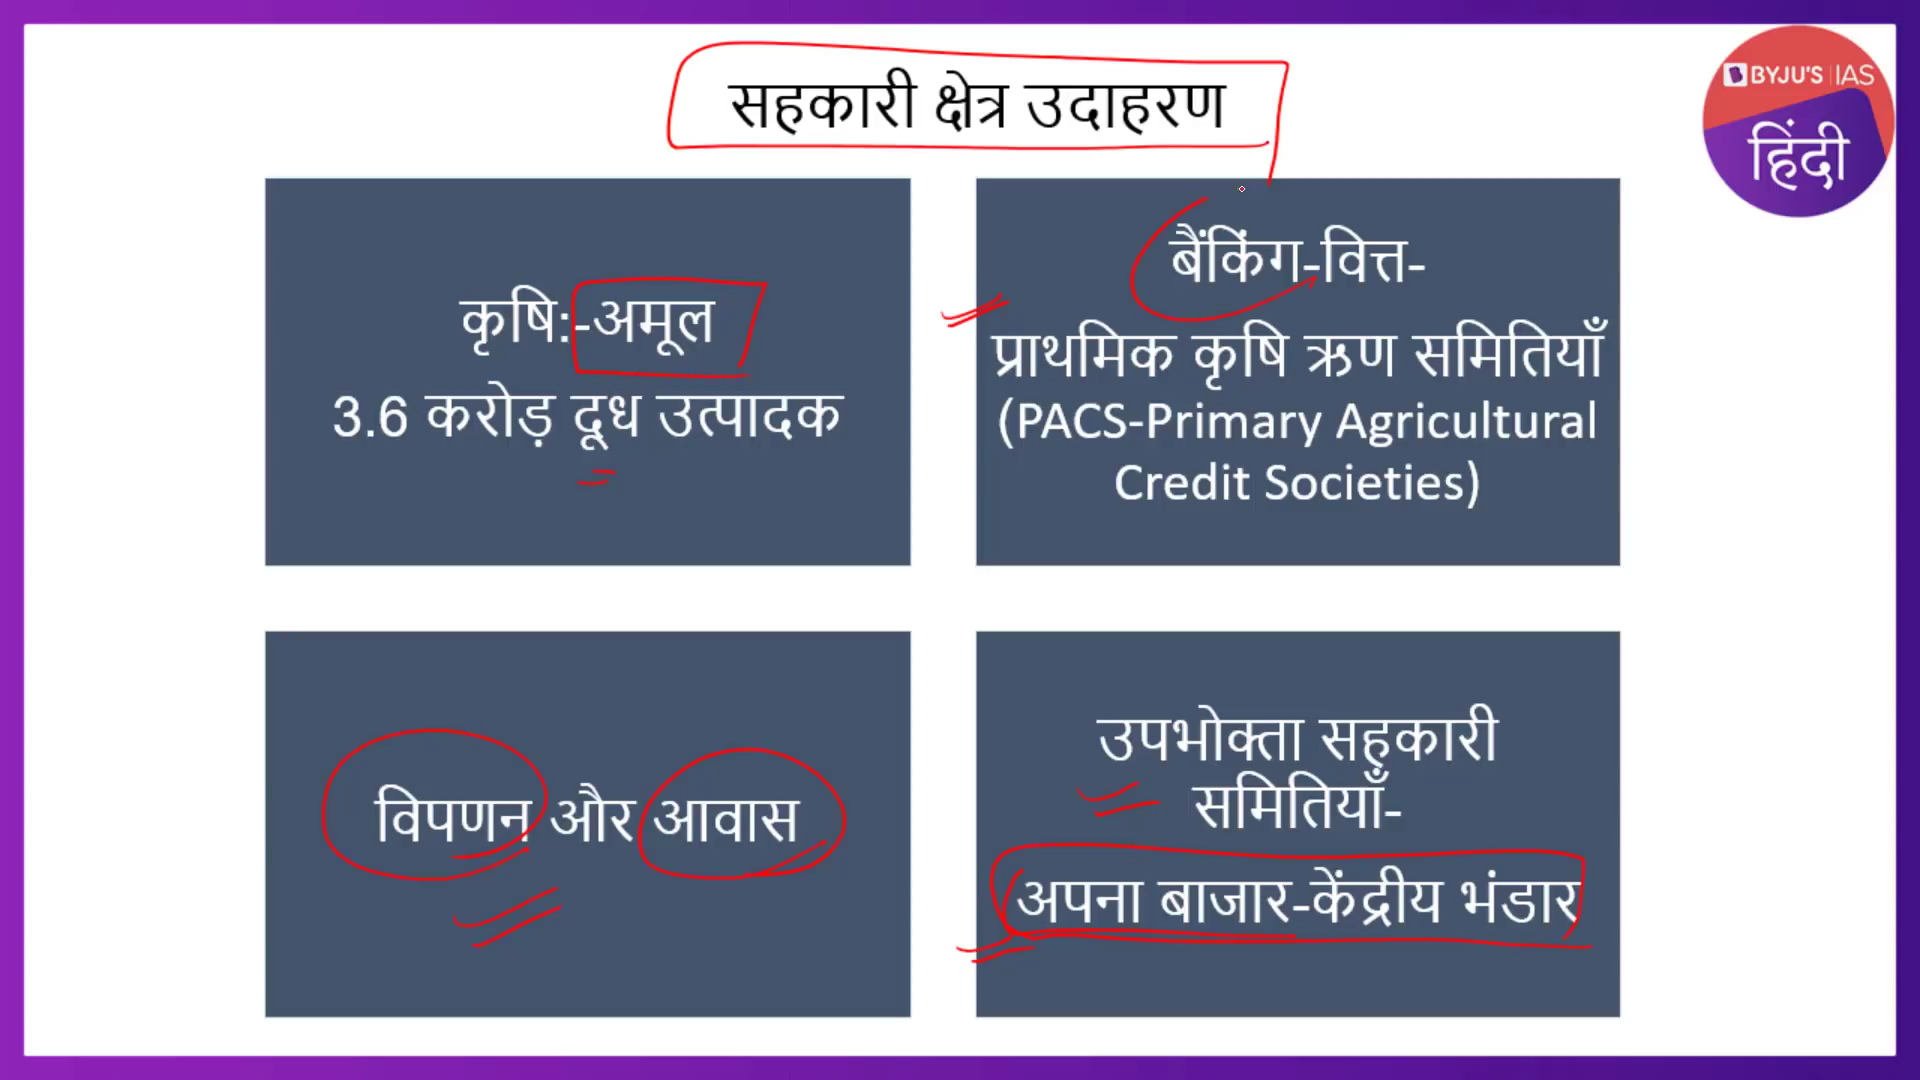 सहकारी क्षेत्र उदाहरण
BYJU'S IAS
हिंदी
कृषि:-अमूल
3.6 करोड़ दूध उत्पादक
बैंकिंग-वित्त-
प्राथमिक कृषि ऋण समितियाँ
(PACS-Primary Agricultural
Credit Societies)
विपणन और आवास
उपभोक्ता सहकारी
समितियाँ-
अपना बाजार-केंद्रीय भंडार